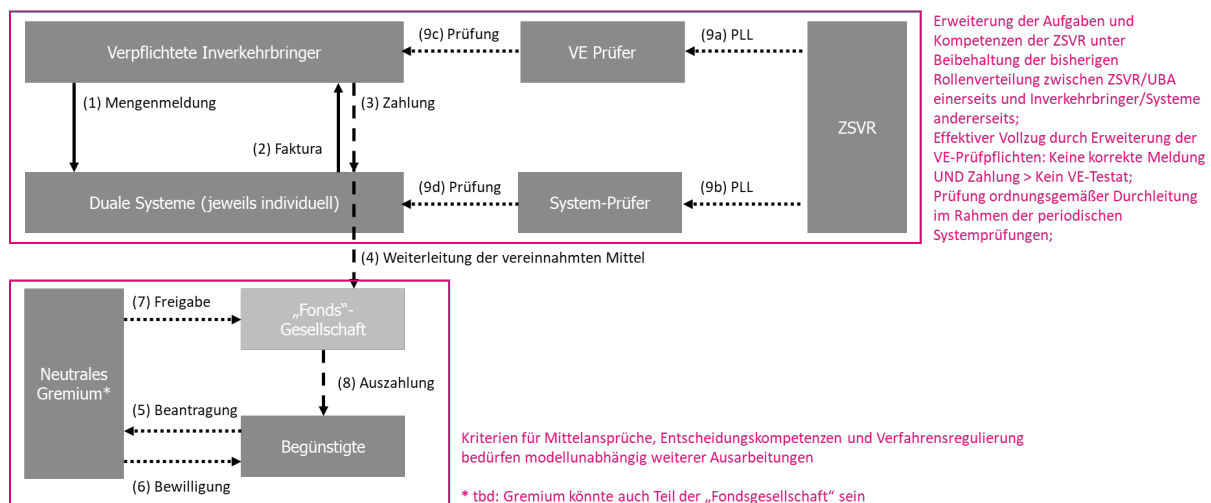 Verpflichtete Inverkehrbringer
(9c) Prüfung
VE Prüfer
(9a) PLL
ZSVR
(1) Mengenmeldung
(3) Zahlung
(2) Faktura
Duale Systeme (jeweils individuell)
(9d) Prüfung
System-Prüfer
(9b) PLL
Erweiterung der Aufgaben und
Kompetenzen der ZSVR unter
Beibehaltung der bisherigen
Rollenverteilung zwischen ZSVR/UBA
einerseits und Inverkehrbringer/Systeme
andererseits;
Effektiver Vollzug durch Erweiterung der
VE-Prüfpflichten: Keine korrekte Meldung
UND Zahlung > Kein VE-Testat;
Prüfung ordnungsgemäßer Durchleitung
im Rahmen der periodischen
Systemprüfungen;
(4) Weiterleitung der vereinnahmten Mittel
(7) Freigabe
„Fonds“-
Gesellschaft
Neutrales
Gremium*
(8) Auszahlung
(5) Beantragung
Begünstigte
(6) Bewilligung
Kriterien für Mittelansprüche, Entscheidungskompetenzen und Verfahrensregulierung
bedürfen modellunabhängig weiterer Ausarbeitungen
* tbd: Gremium könnte auch Teil der „Fondsgesellschaft“ sein